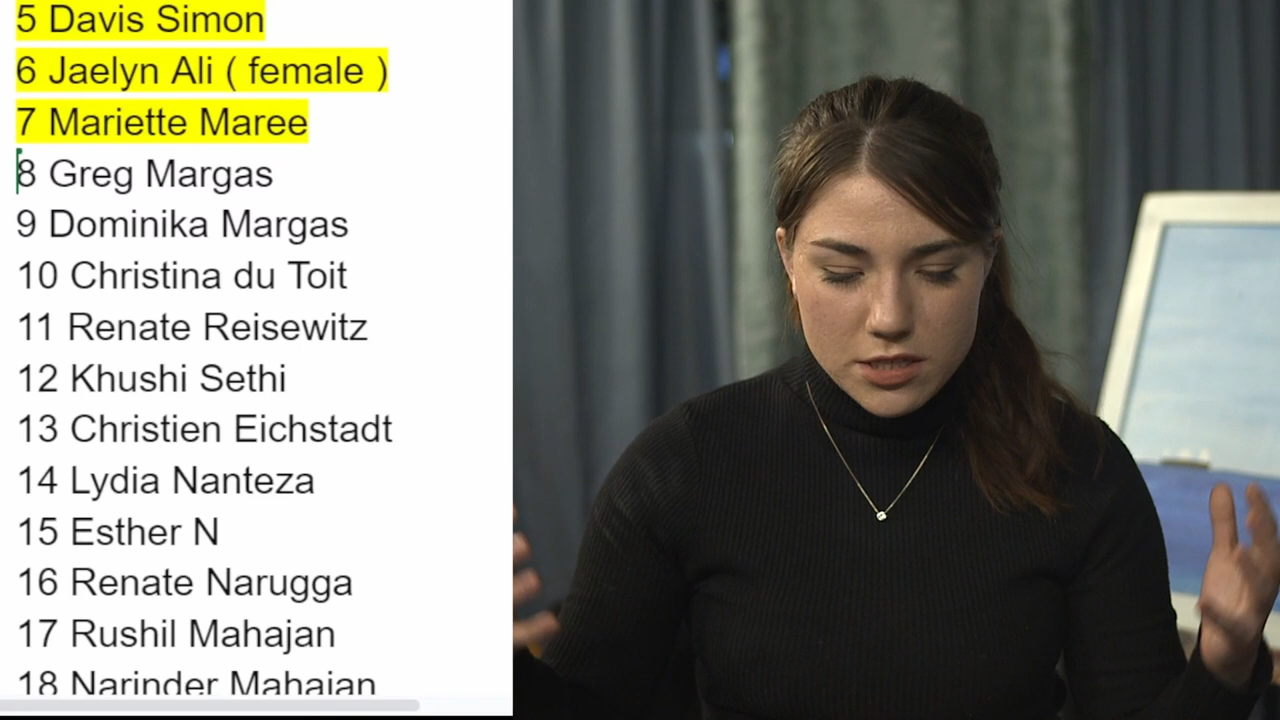 5 Davis Simon
6 Jaelyn Ali ( female )
7 Mariette Maree
8 Greg Margas
9 Dominika Margas
10 Christina du Toit
11 Renate Reisewitz
12 Khushi Sethi
13 Christien Eichstadt
14 Lydia Nanteza
15 Esther N
16 Renate Narugga
17 Rushil Mahajan
18 Narinder Mahajan